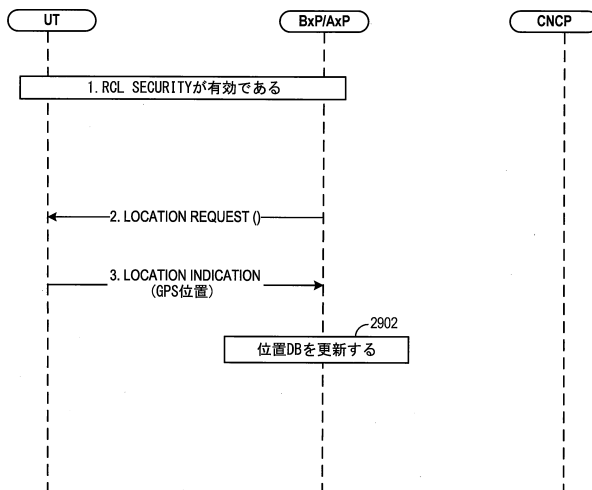 UT
BxP/AxP
CNCP
1. RCL SECURITYが有効である
2. LOCATION REQUEST ()
3. LOCATION INDICATION
(GPS位置)
2902
位置DBを更新する